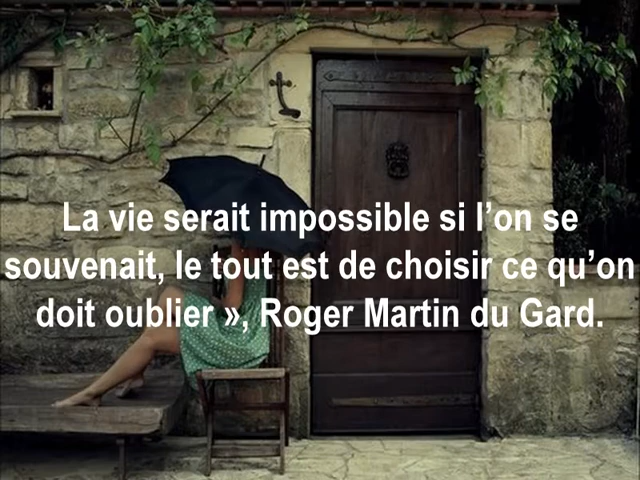 La vie serait impossible si l’on se
souvenait, le tout est de choisir ce qu’on
doit oublier », Roger Martin du Gard.